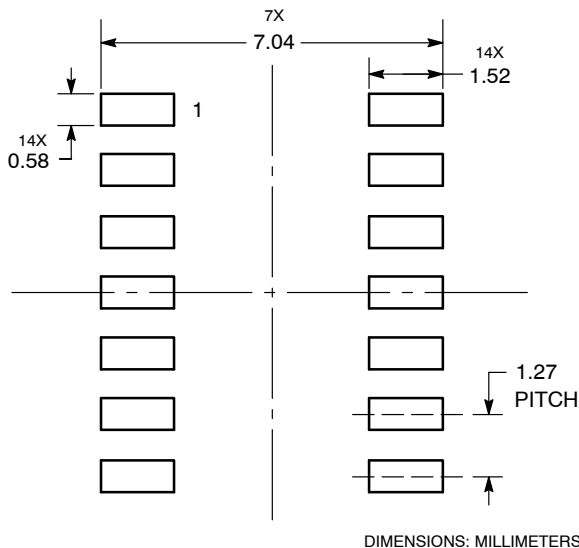 7X
7.04
14X
1.52
1
14X
0.58
1.27
PITCH
DIMENSIONS: MILLIMETERS